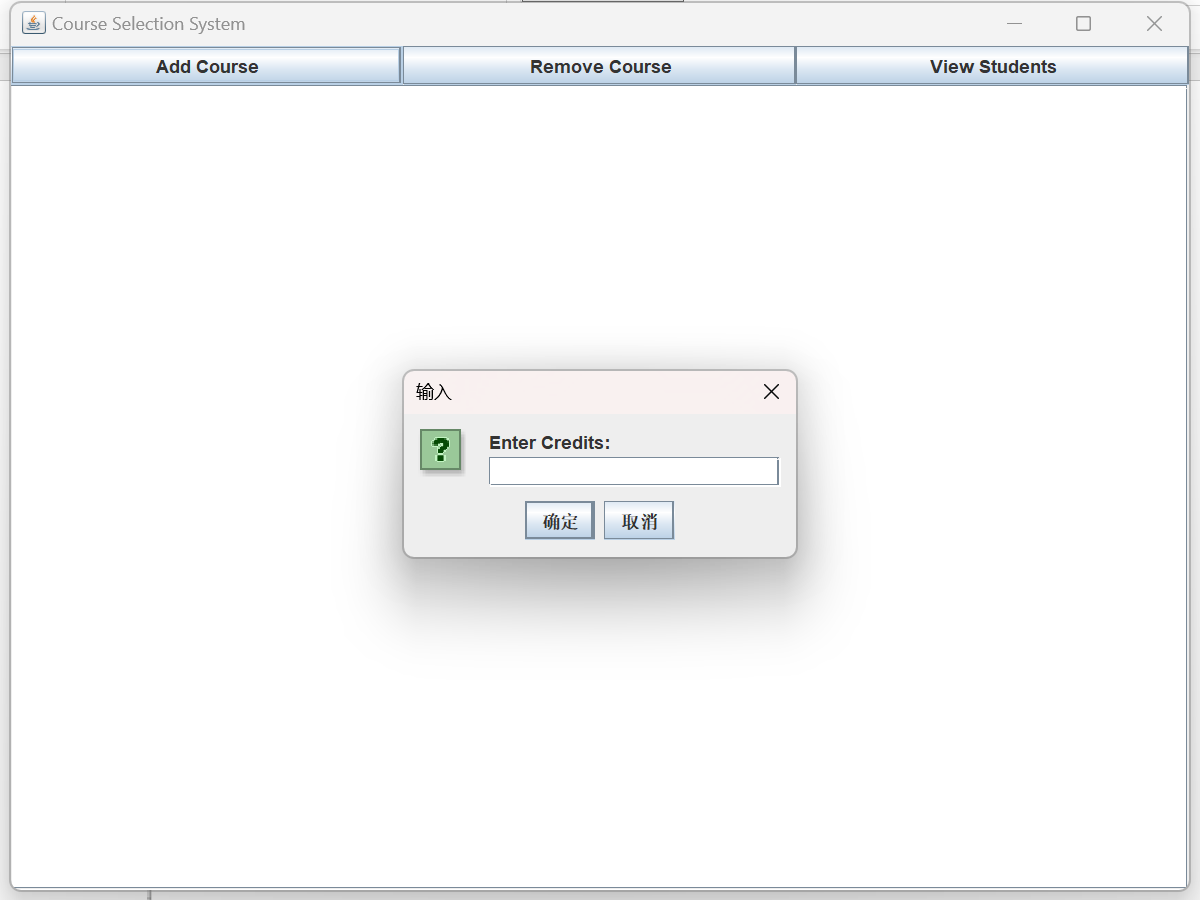 Course Selection System
Add Course Remove Course View Students
输入
?
Enter Credits:
确定 取消